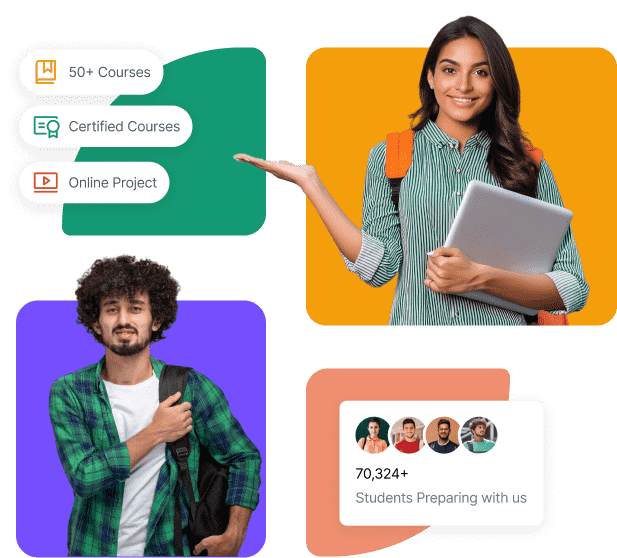 50+ Courses
Certified Courses
Online Project
70,324+
Students Preparing with us